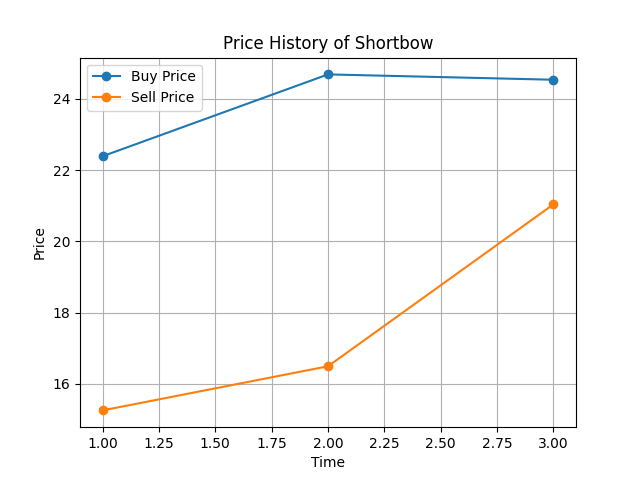 Price History of Shortbow
Buy Price
Sell Price
24
22
20
18
16
Price
1.00 1.25 1.50 1.75 2.00 2.25 2.50 2.75 3.00
Time